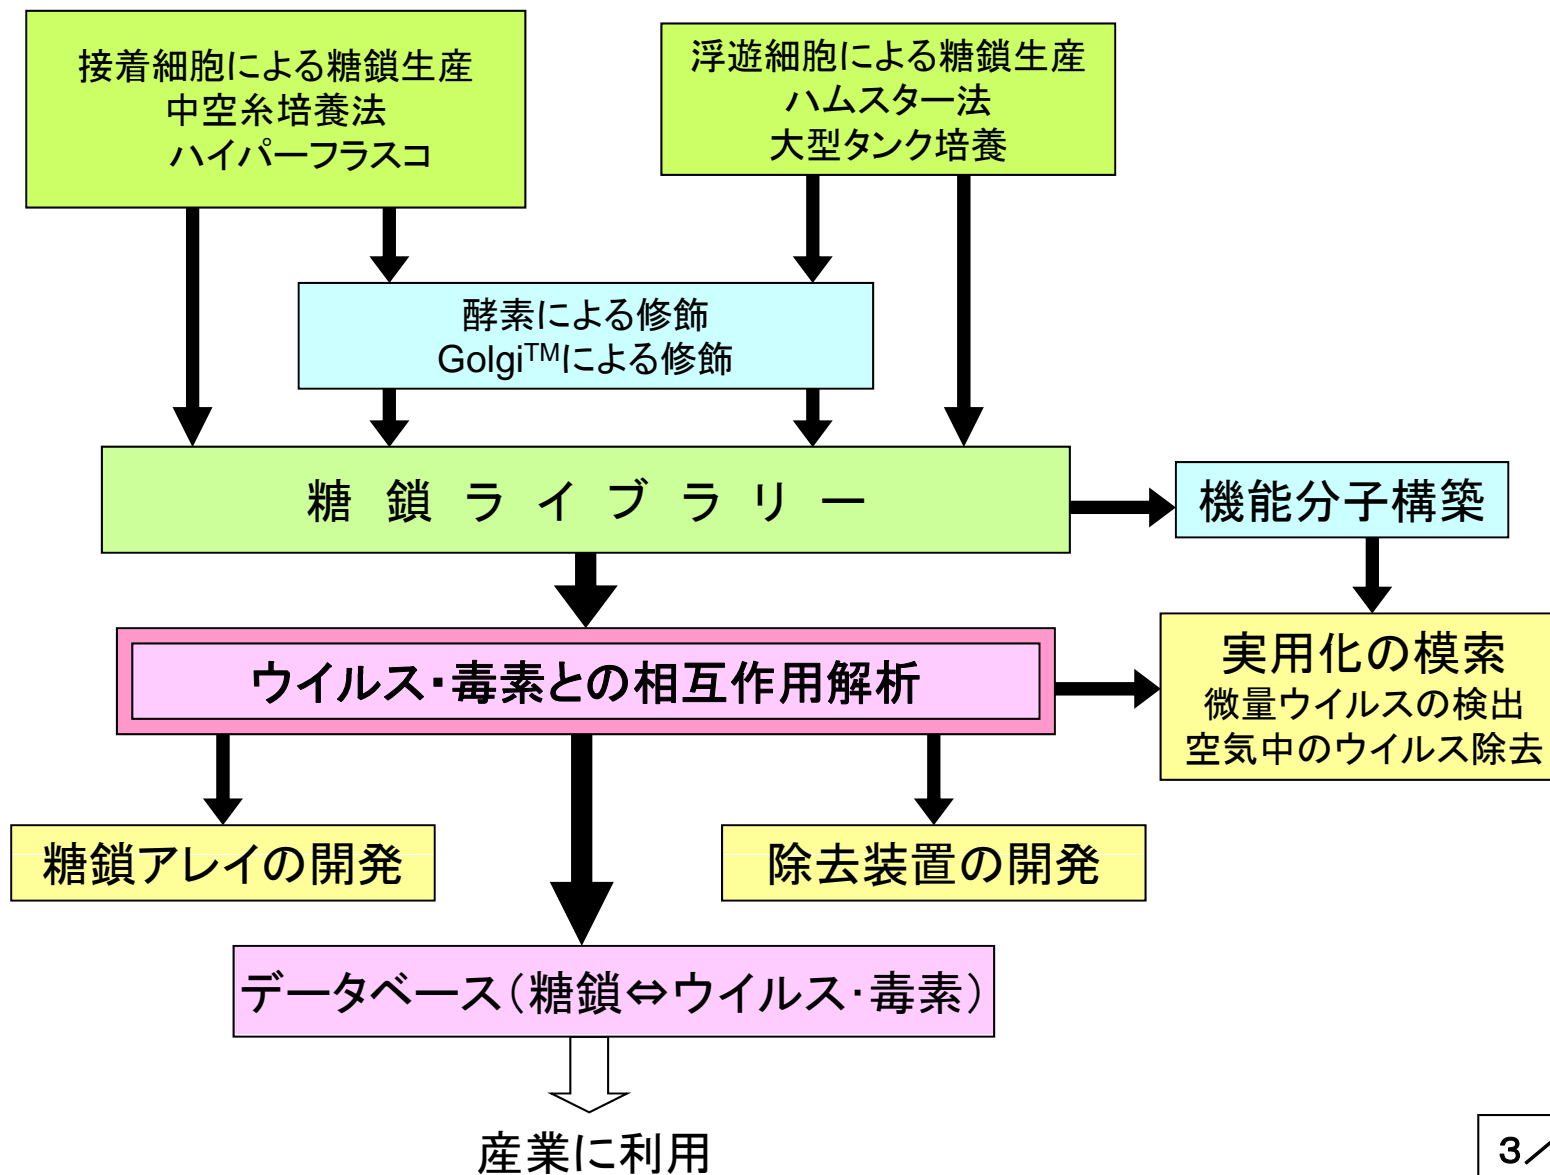 接着細胞による糖鎖生産
中空糸培養法
ハイパーフラスコ
浮遊細胞による糖鎖生産
ハムスター法
大型タンク培養
酵素による修飾
Golgi™による修飾
糖 鎖 ラ イ ブ ラ リ ー
機能分子構築
ウイルス・毒素との相互作用解析
実用化の模索
微量ウイルスの検出
空気中のウイルス除去
糖鎖アレイの開発
除去装置の開発
データベース(糖鎖⇔ウイルス・毒素)
産業に利用
3/